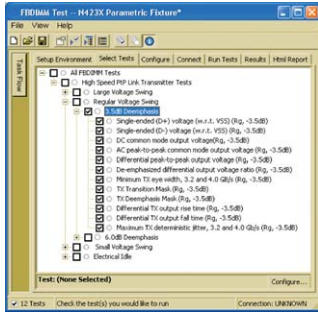 FBDIMM Test -- N423X Parametric Fixture*
File View Help
Task Flow
Setup Environment Select Tests Configure Connect Run Tests Results Html Report
All FBDIMM Tests
High Speed PtP Link Transmitter Tests
Large Voltage Swing
Regular Voltage Swing
3.5dB Deemphasis
Single-ended (D+) voltage (w.r.t. VSS) (Rg, -3.5dB)
Single-ended (D-) voltage (w.r.t. VSS) (Rg, -3.5dB)
DC common mode output voltage(Rg, -3.5dB)
AC peak-to-peak common mode output voltage (Rg, -3.5dB)
Differential peak-to-peak output voltage (Rg, -3.5dB)
De-emphasized differential output voltage ratio (Rg, -3.5dB)
Minimum TX eye width, 3.2 and 4.0 Gb/s (Rg, -3.5dB)
TX Transition Mask (Rg, -3.5dB)
TX Deemphasis Mask (Rg, -3.5dB)
Differential TX output rise time (Rg, -3.5dB)
Differential TX output fall time (Rg, -3.5dB)
Maximum TX deterministic jitter, 3.2 and 4.0 Gb/s (Rg, -3.5dB)
6.0dB Deemphasis
Small Voltage Swing
Electrical Idle
Test: (None Selected)
Configure...
12 Tests Check the test(s) you would like to run Connection: UNKNOWN